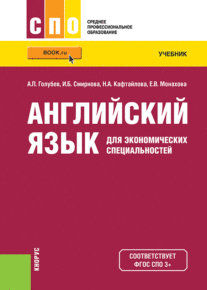 СПО
СРЕДНЕЕ
ПРОФЕССИОНАЛЬНОЕ
ОБРАЗОВАНИЕ
BOOK.ru
УЧЕБНИК
А.П. Голубев, И.Б. Смирнова, Н.А. Кафтайлова, Е.В. Монахова
АНГЛИЙСКИЙ
ЯЗЫК
ДЛЯ ЭКОНОМИЧЕСКИХ
СПЕЦИАЛЬНОСТЕЙ
КНОРУС
СООТВЕТСТВУЕТ
ФГОС СПО 3+